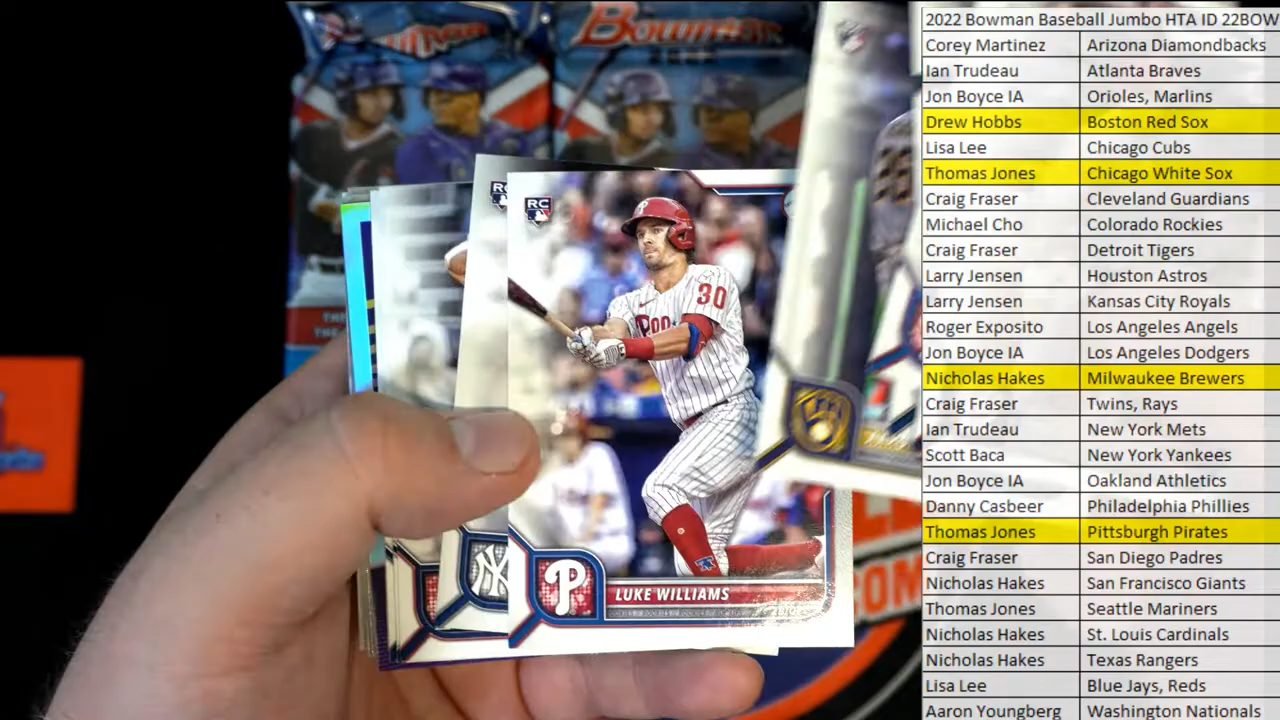 2022 Bowman Baseball Jumbo HTA ID 22BOW
Corey Martinez Arizona Diamondbacks
Ian Trudeau Atlanta Braves
Jon Boyce IA Orioles, Marlins
Drew Hobbs Boston Red Sox
Lisa Lee Chicago Cubs
Thomas Jones Chicago White Sox
Craig Fraser Cleveland Guardians
Michael Cho Colorado Rockies
Craig Fraser Detroit Tigers
Larry Jensen Houston Astros
Larry Jensen Kansas City Royals
Roger Exposito Los Angeles Angels
Jon Boyce IA Los Angeles Dodgers
Nicholas Hakes Milwaukee Brewers
Craig Fraser Twins, Rays
Ian Trudeau New York Mets
Scott Baca New York Yankees
Jon Boyce IA Oakland Athletics
Danny Casbeer Philadelphia Phillies
Thomas Jones Pittsburgh Pirates
Craig Fraser San Diego Padres
Nicholas Hakes San Francisco Giants
Thomas Jones Seattle Mariners
Nicholas Hakes St. Louis Cardinals
Nicholas Hakes Texas Rangers
Lisa Lee Blue Jays, Reds
Aaron Youngberg Washington Nationals
Bowman
RC
RC
P
30
P
LUKE WILLIAMS